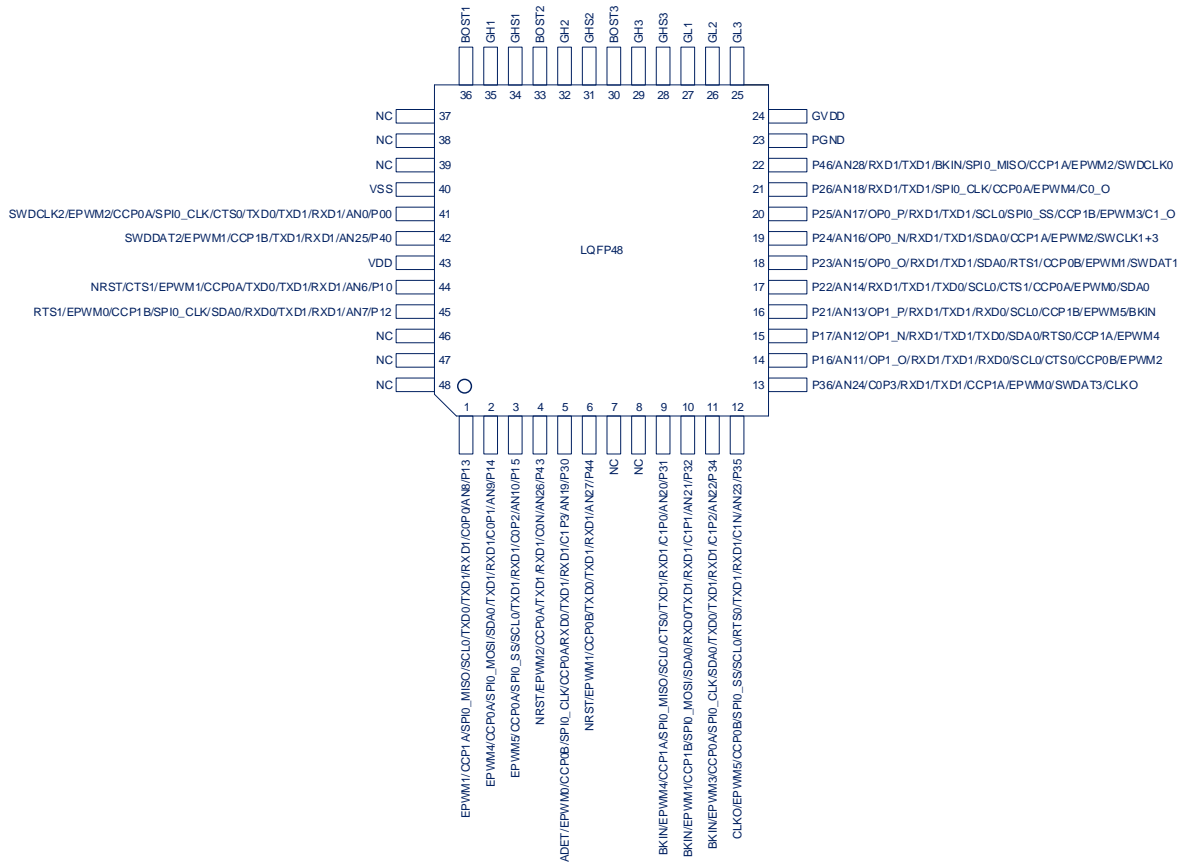 BOST1
GH1
GHS1
BOST2
GH2
GHS2
BOST3
GH3
GHS3
GL1
GL2
GL3
36 35 34 33 32 31 30 29 28 27 26 25
NC 37
NC 38
NC 39
VSS 40
SWDCLK2/EPWM2/CCP0A/SPI0_CLK/CTS0/TXD0/TXD1/RXD1/AN0/P00 41
SWDDAT2/EPWM1/CCP1B/TXD1/RXD1/AN25/P40 42
VDD 43
NRST/CTS1/EPWM1/CCP0A/TXD0/TXD1/RXD1/AN6/P10 44
RTS1/EPWM0/CCP1B/SPI0_CLK/SDA0/RXD0/TXD1/RXD1/AN7/P12 45
NC 46
NC 47
NC 48
LQFP48
24 GVDD
23 PGND
22 P46/AN28/RXD1/TXD1/BKIN/SPI0_MISO/CCP1A/EPWM2/SWDCLK0
21 P26/AN18/RXD1/TXD1/SPI0_CLK/CCP0A/EPWM4/C0_O
20 P25/AN17/OP0_P/RXD1/TXD1/SCL0/SPI0_SS/CCP1B/EPWM3/C1_O
19 P24/AN16/OP0_N/RXD1/TXD1/SDA0/CCP1A/EPWM2/SWCLK1+3
18 P23/AN15/OP0_O/RXD1/TXD1/SDA0/RTS1/CCP0B/EPWM1/SWDAT1
17 P22/AN14/RXD1/TXD1/TXD0/SCL0/CTS1/CCP0A/EPWM0/SDA0
16 P21/AN13/OP1_P/RXD1/TXD1/RXD0/SCL0/CCP1B/EPWM5/BKIN
15 P17/AN12/OP1_N/RXD1/TXD1/TXD0/SDA0/RTS0/CCP1A/EPWM4
14 P16/AN11/OP1_O/RXD1/TXD1/RXD0/SCL0/CTS0/CCP0B/EPWM2
13 P36/AN24/C0P3/RXD1/TXD1/CCP1A/EPWM0/SWDAT3/CLKO
1 2 3 4 5 6 7 8 9 10 11 12
EPWM1/CCP1A/SPI0_MISO/SCL0/TXD0/TXD1/RXD1/C0P0/AN8/P13
EPWM4/CCP0A/SPI0_MOSI/SDA0/TXD1/RXD1/C0P1/AN9/P14
EPWM5/CCP0A/SPI0_SS/SCL0/TXD1/RXD1/C0P2/AN10/P15
NRST/EPWM2/CCP0A/TXD1/RXD1/C0N/AN26/P43
ADET/EPWM0/CCP0B/SPI0_CLK/CCP0A/RXD0/TXD1/RXD1/C1P3/AN19/P30
NRST/EPWM1/CCP0B/TXD0/TXD1/RXD1/AN27/P44
NC
NC
BKIN/EPWM4/CCP1A/SPI0_MISO/SCL0/CTS0/TXD1/RXD1/C1P0/AN20/P31
BKIN/EPWM1/CCP1B/SPI0_MOSI/SDA0/RXD0/TXD1/RXD1/C1P1/AN21/P32
BKIN/EPWM3/CCP0A/SPI0_CLK/SDA0/TXD0/TXD1/RXD1/C1P2/AN22/P34
CLKO/EPWM5/CCP0B/SPI0_SS/SCL0/RTS0/TXD1/RXD1/C1N/AN23/P35